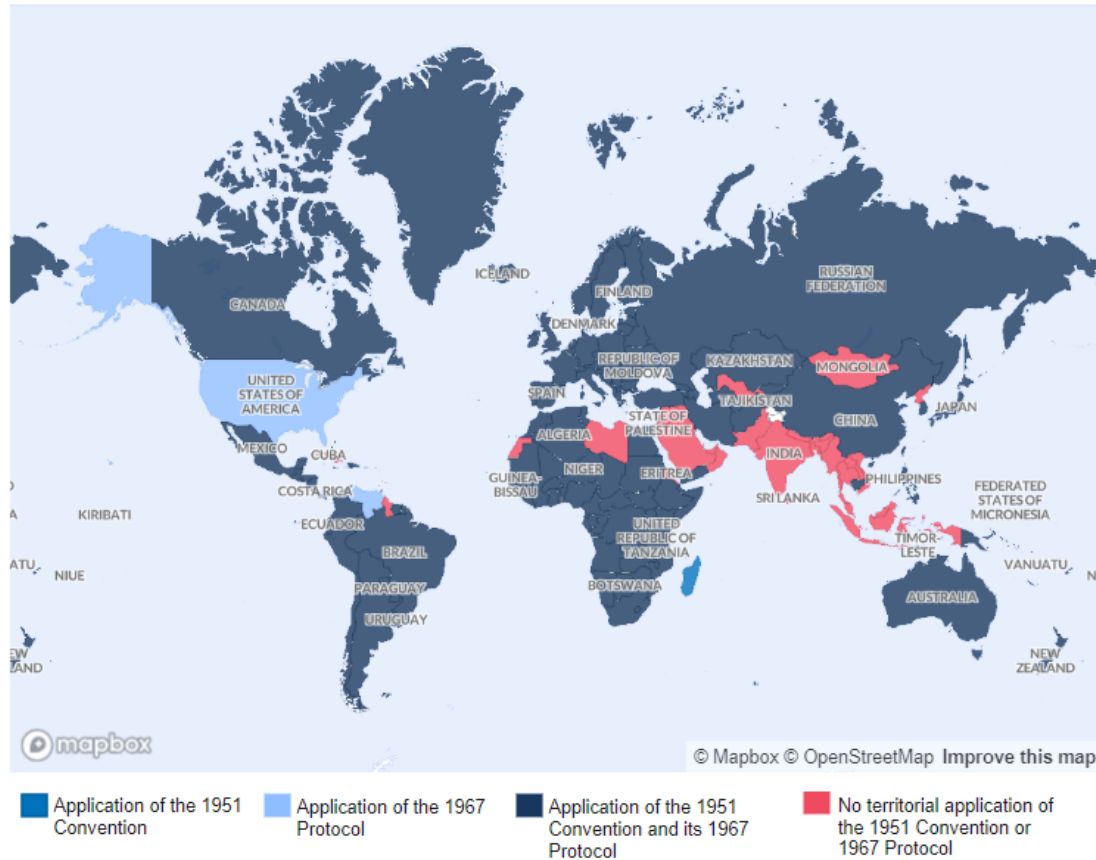 ICELAND
RUSSIAN
FEDERATION
FINLAND
CANADA
DENMARK
REPUBLIC OF
MOLDOVA
KAZAKHSTAN
MONGOLIA
UNITED
STATES OF
AMERICA
SPAIN
TAJIKISTAN
JAPAN
STATE OF
PALESTINE
CHINA
ALGERIA
MEXICO
CUBA
INDIA
NIGER
ERITREA
GUINEA-
BISSAU
PHILIPPINES
COSTA RICA
SRI LANKA
FEDERATED
STATES OF
MICRONESIA
KIRIBATI
ECUADOR
UNITED
REPUBLIC OF
TANZANIA
TIMOR-
LESTE
BRAZIL
VANUATU
ATU
NIUE
BOTSWANA
PARAGUAY
AUSTRALIA
URUGUAY
EW
LAND
NEW
ZEALAND
N
mapbox
© Mapbox © OpenStreetMap Improve this map
Application of the 1951
Convention
Application of the 1967
Protocol
Application of the 1951
Convention and its 1967
Protocol
No territorial application of
the 1951 Convention or
1967 Protocol